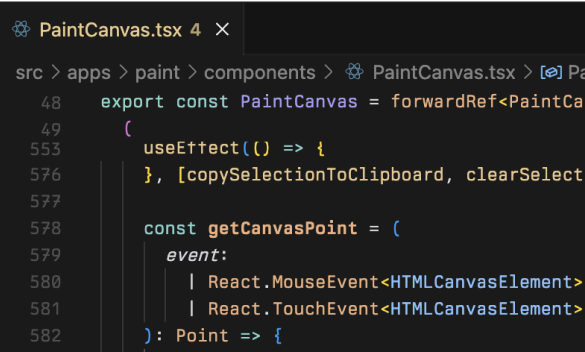 PaintCanvas.tsx 4 ×
src > apps > paint > components > PaintCanvas.tsx > Pa
48 export const PaintCanvas = forwardRef<PaintCa
49 (
553 useEffect(() => {
576 }, [copySelectionToClipboard, clearSelect
577
578 const getCanvasPoint = (
579 event:
580 | React.MouseEvent<HTMLCanvasElement>
581 | React.TouchEvent<HTMLCanvasElement>
582 ): Point => {